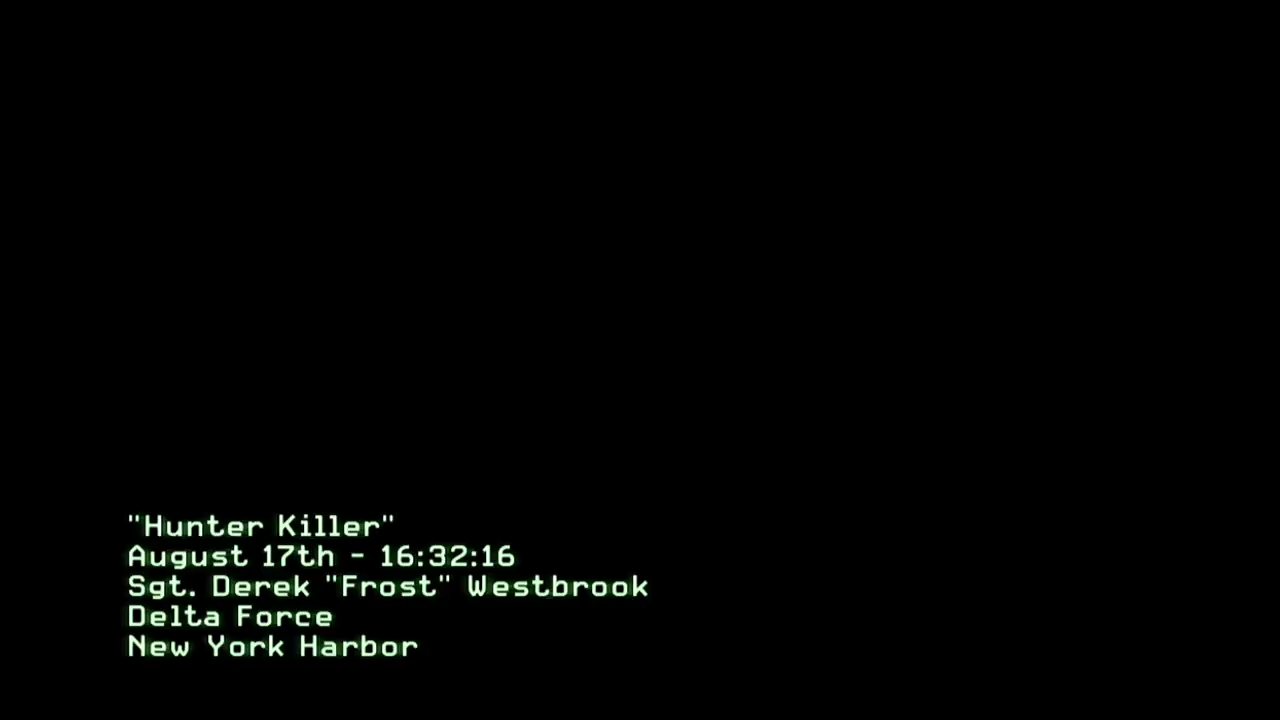 "Hunter Killer"
August 17th - 16:32:16
Sgt. Derek "Frost" Westbrook
Delta Force
New York Harbor